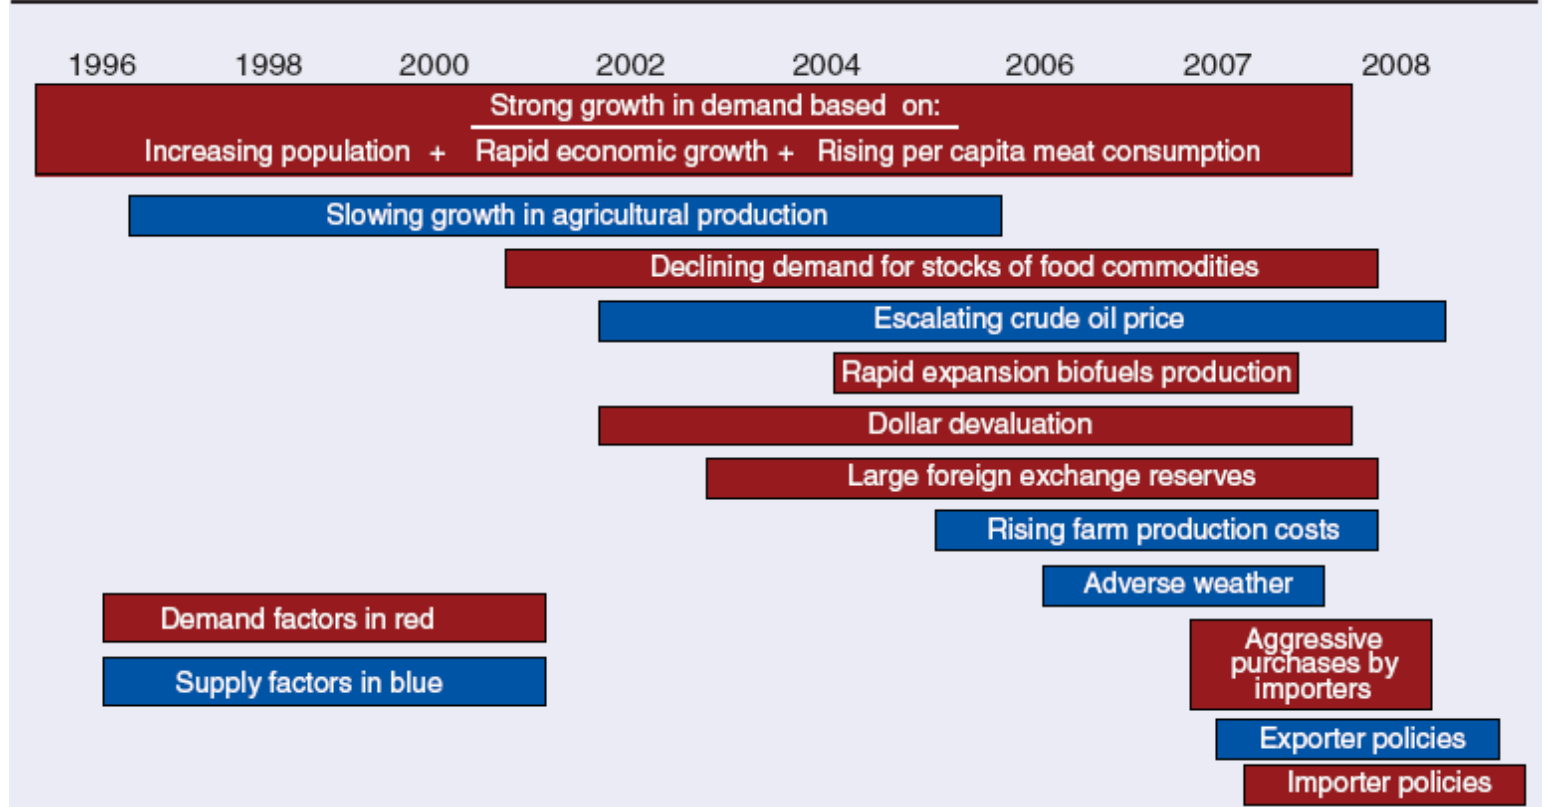 1996 1998 2000 2002 2004 2006 2007 2008
Strong growth in demand based on:
Increasing population + Rapid economic growth + Rising per capita meat consumption
Slowing growth in agricultural production
Declining demand for stocks of food commodities
Escalating crude oil price
Rapid expansion biofuels production
Dollar devaluation
Large foreign exchange reserves
Rising farm production costs
Adverse weather
Demand factors in red
Supply factors in blue
Aggressive
purchases by
importers
Exporter policies
Importer policies